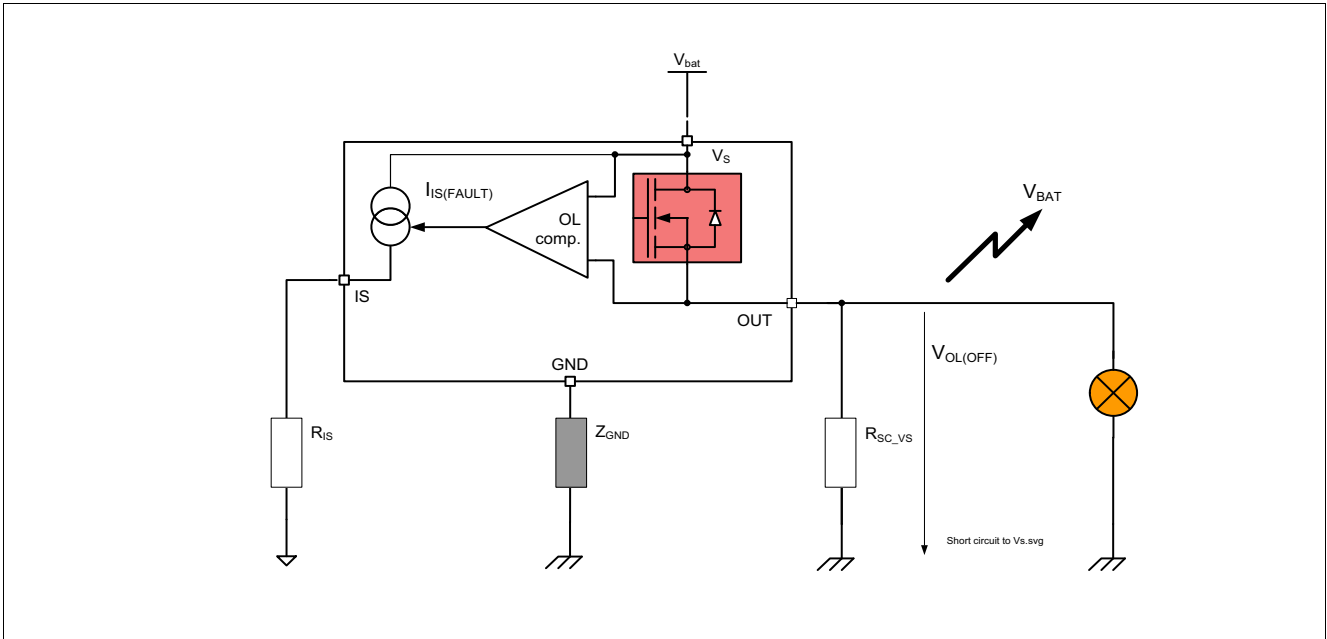 Vbat
VS
IIS(FAULT)
OL
comp.
VBAT
IS
OUT
VOL(OFF)
GND
RIS
ZGND
RSC_VS
Short circuit to Vs.svg